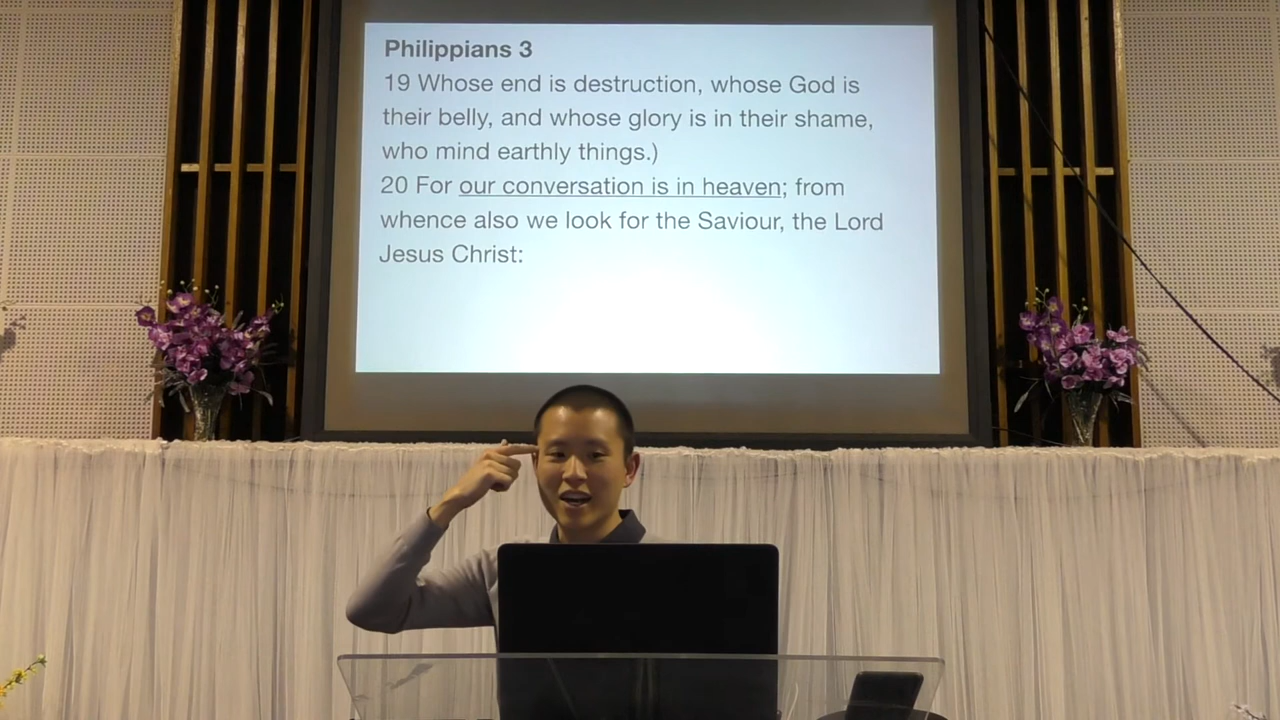 Philippians 3
19 Whose end is destruction, whose God is
their belly, and whose glory is in their shame,
who mind earthly things.)
20 For our conversation is in heaven; from
whence also we look for the Saviour, the Lord
Jesus Christ: